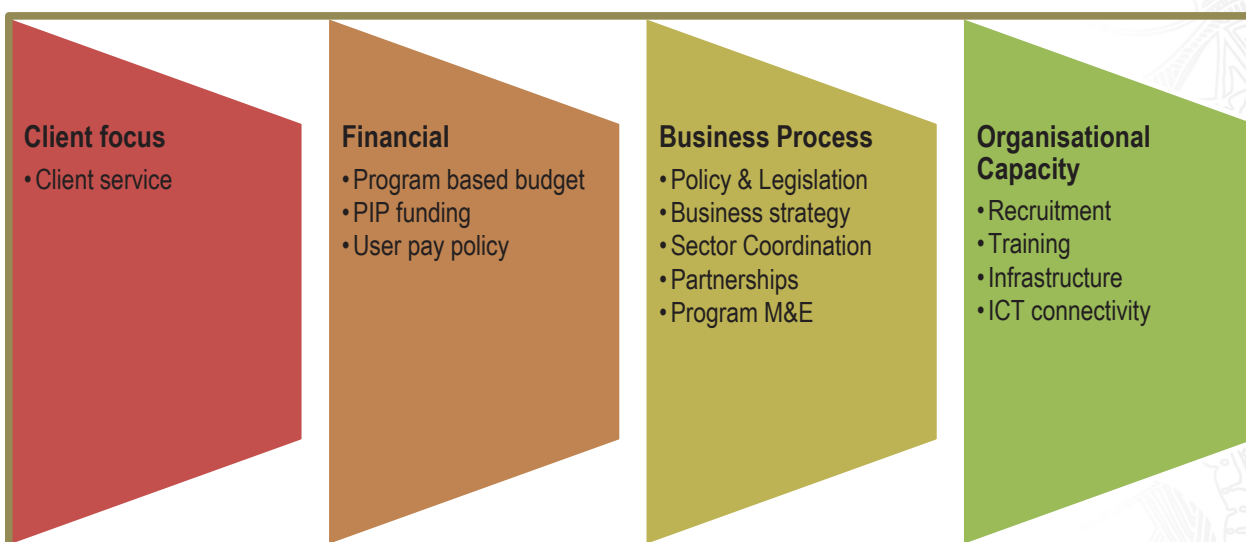 Client focus
• Client service
Financial
• Program based budget
• PIP funding
• User pay policy
Business Process
• Policy & Legislation
• Business strategy
• Sector Coordination
• Partnerships
• Program M&E
Organisational
Capacity
• Recruitment
• Training
• Infrastructure
• ICT connectivity